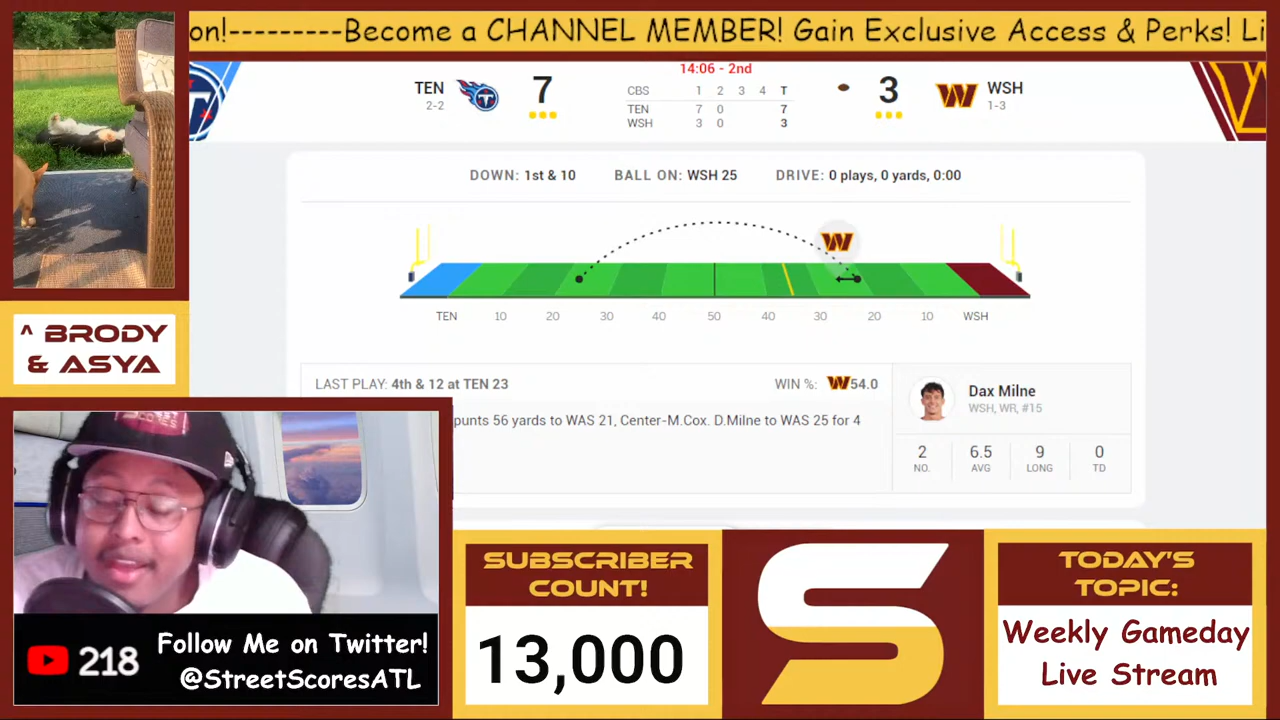 on!---------Become a CHANNEL MEMBER! Gain Exclusive Access & Perks! Li
TEN
2-2
7
14:06 - 2nd
CBS 1 2 3 4 T
TEN 7 0 7
WSH 3 0 3
3
WSH
1-3
DOWN: 1st & 10 BALL ON: WSH 25 DRIVE: 0 plays, 0 yards, 0:00
TEN 10 20 30 40 50 40 30 20 10 WSH
LAST PLAY: 4th & 12 at TEN 23 WIN %: W 54.0
punts 56 yards to WAS 21, Center-M.Cox. D.Milne to WAS 25 for 4
Dax Milne
WSH, WR, #15
2 6.5 9 0
NO. AVG LONG TD
^ BRODY
& ASYA
218
Follow Me on Twitter!
@StreetScoresATL
SUBSCRIBER
COUNT!
13,000
S
TODAY'S
TOPIC:
Weekly Gameday
Live Stream